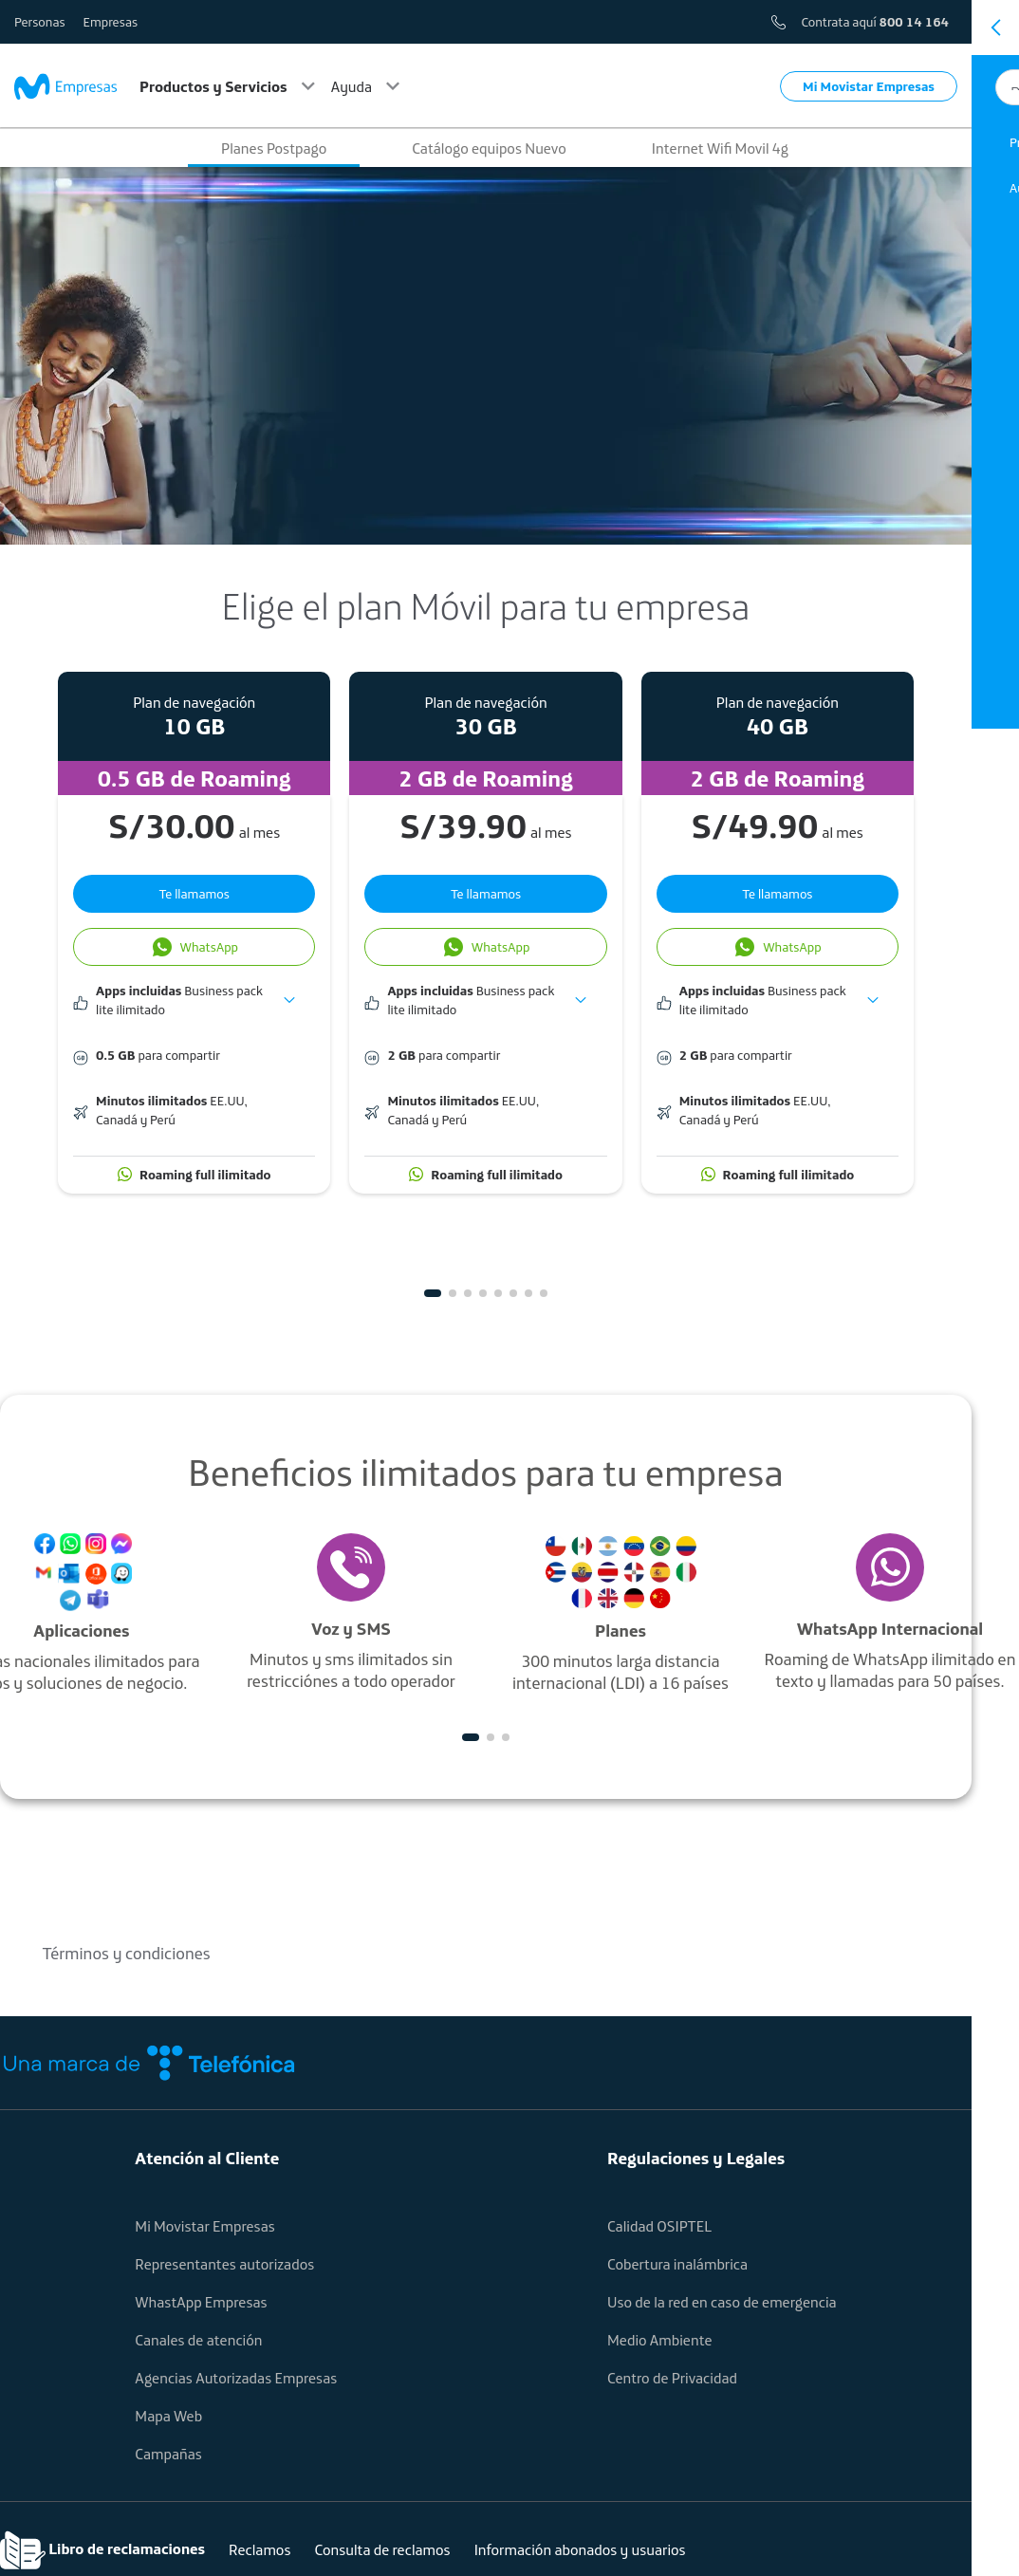 Personas Empresas Contrata aquí 800 14 164
Empresas Productos y Servicios Ayuda Mi Movistar Empresas
Planes Postpago Catálogo equipos Nuevo Internet Wifi Movil 4g
Elige el plan Móvil para tu empresa
Plan de navegación
10 GB
0.5 GB de Roaming
S/30.00 al mes
Te llamamos
WhatsApp
Apps incluidas Business pack
lite ilimitado
GB
0.5 GB para compartir
Minutos ilimitados EE.UU,
Canadá y Perú
Roaming full ilimitado
Plan de navegación
30 GB
2 GB de Roaming
S/39.90 al mes
Te llamamos
WhatsApp
Apps incluidas Business pack
lite ilimitado
GB
2 GB para compartir
Minutos ilimitados EE.UU,
Canadá y Perú
Roaming full ilimitado
Plan de navegación
40 GB
2 GB de Roaming
S/49.90 al mes
Te llamamos
WhatsApp
Apps incluidas Business pack
lite ilimitado
GB
2 GB para compartir
Minutos ilimitados EE.UU,
Canadá y Perú
Roaming full ilimitado
Beneficios ilimitados para tu empresa
Aplicaciones
nacionales ilimitados para
y soluciones de negocio.
Voz y SMS
Minutos y sms ilimitados sin
restricciónes a todo operador
Planes
300 minutos larga distancia
internacional (LDI) a 16 países
WhatsApp Internacional
Roaming de WhatsApp ilimitado en
texto y llamadas para 50 países.
Términos y condiciones
Una marca de Telefónica
Atención al Cliente
Mi Movistar Empresas
Representantes autorizados
WhastApp Empresas
Canales de atención
Agencias Autorizadas Empresas
Mapa Web
Campañas
Regulaciones y Legales
Calidad OSIPTEL
Cobertura inalámbrica
Uso de la red en caso de emergencia
Medio Ambiente
Centro de Privacidad
Libro de reclamaciones Reclamos Consulta de reclamos Información abonados y usuarios